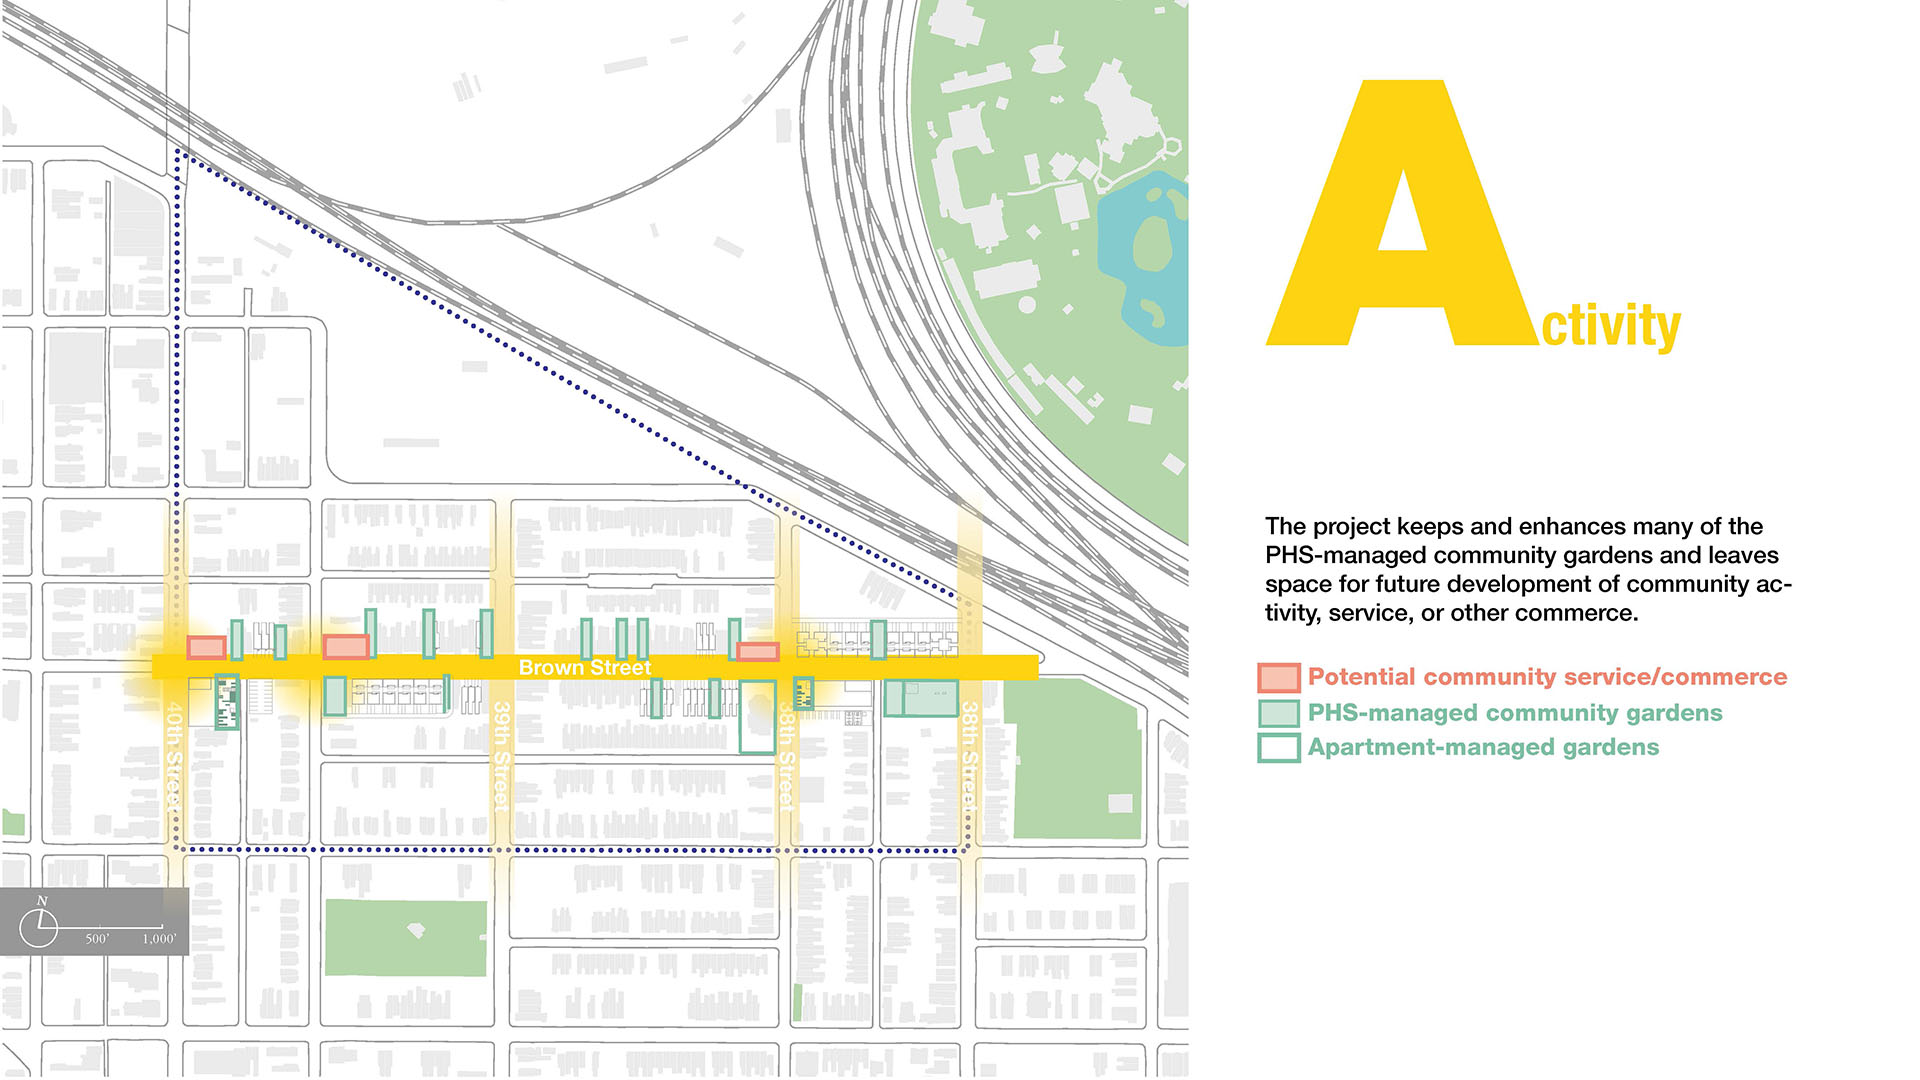 Activity
The project keeps and enhances many of the
PHS-managed community gardens and leaves
space for future development of community ac-
tivity, service, or other commerce.
Potential community service/commerce
PHS-managed community gardens
Apartment-managed gardens
Brown Street
40th Street
39th Street
38th Street
38th Street
N
500'
1,000'